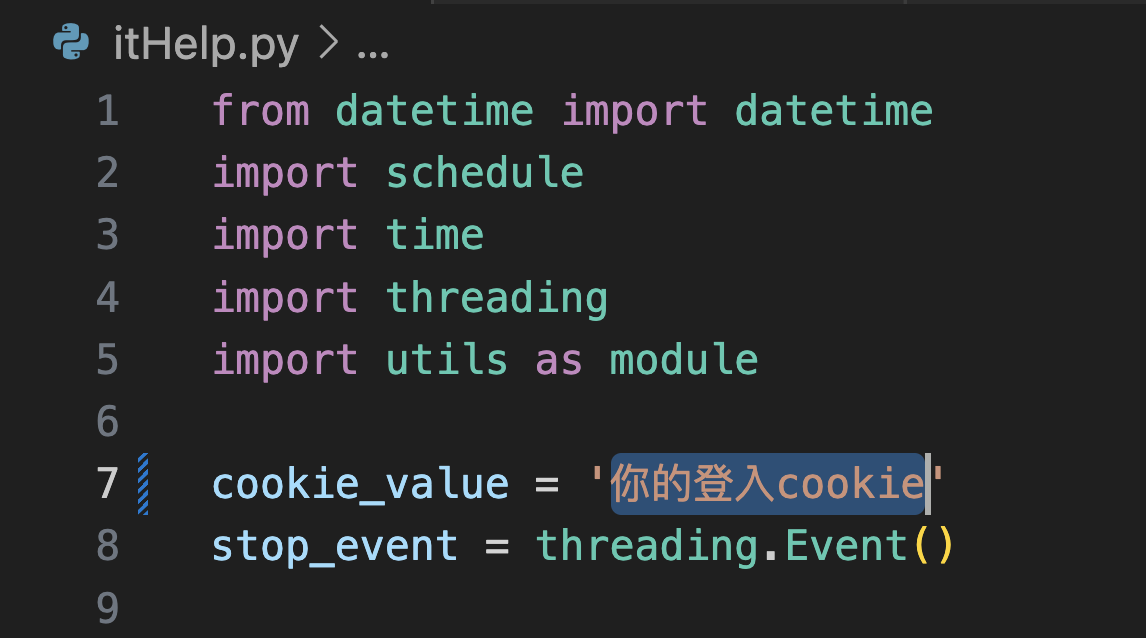 itHelp.py > ...
1 from datetime import datetime
2 import schedule
3 import time
4 import threading
5 import utils as module
6
7 cookie_value = '你的登入cookie'
8 stop_event = threading.Event()
9